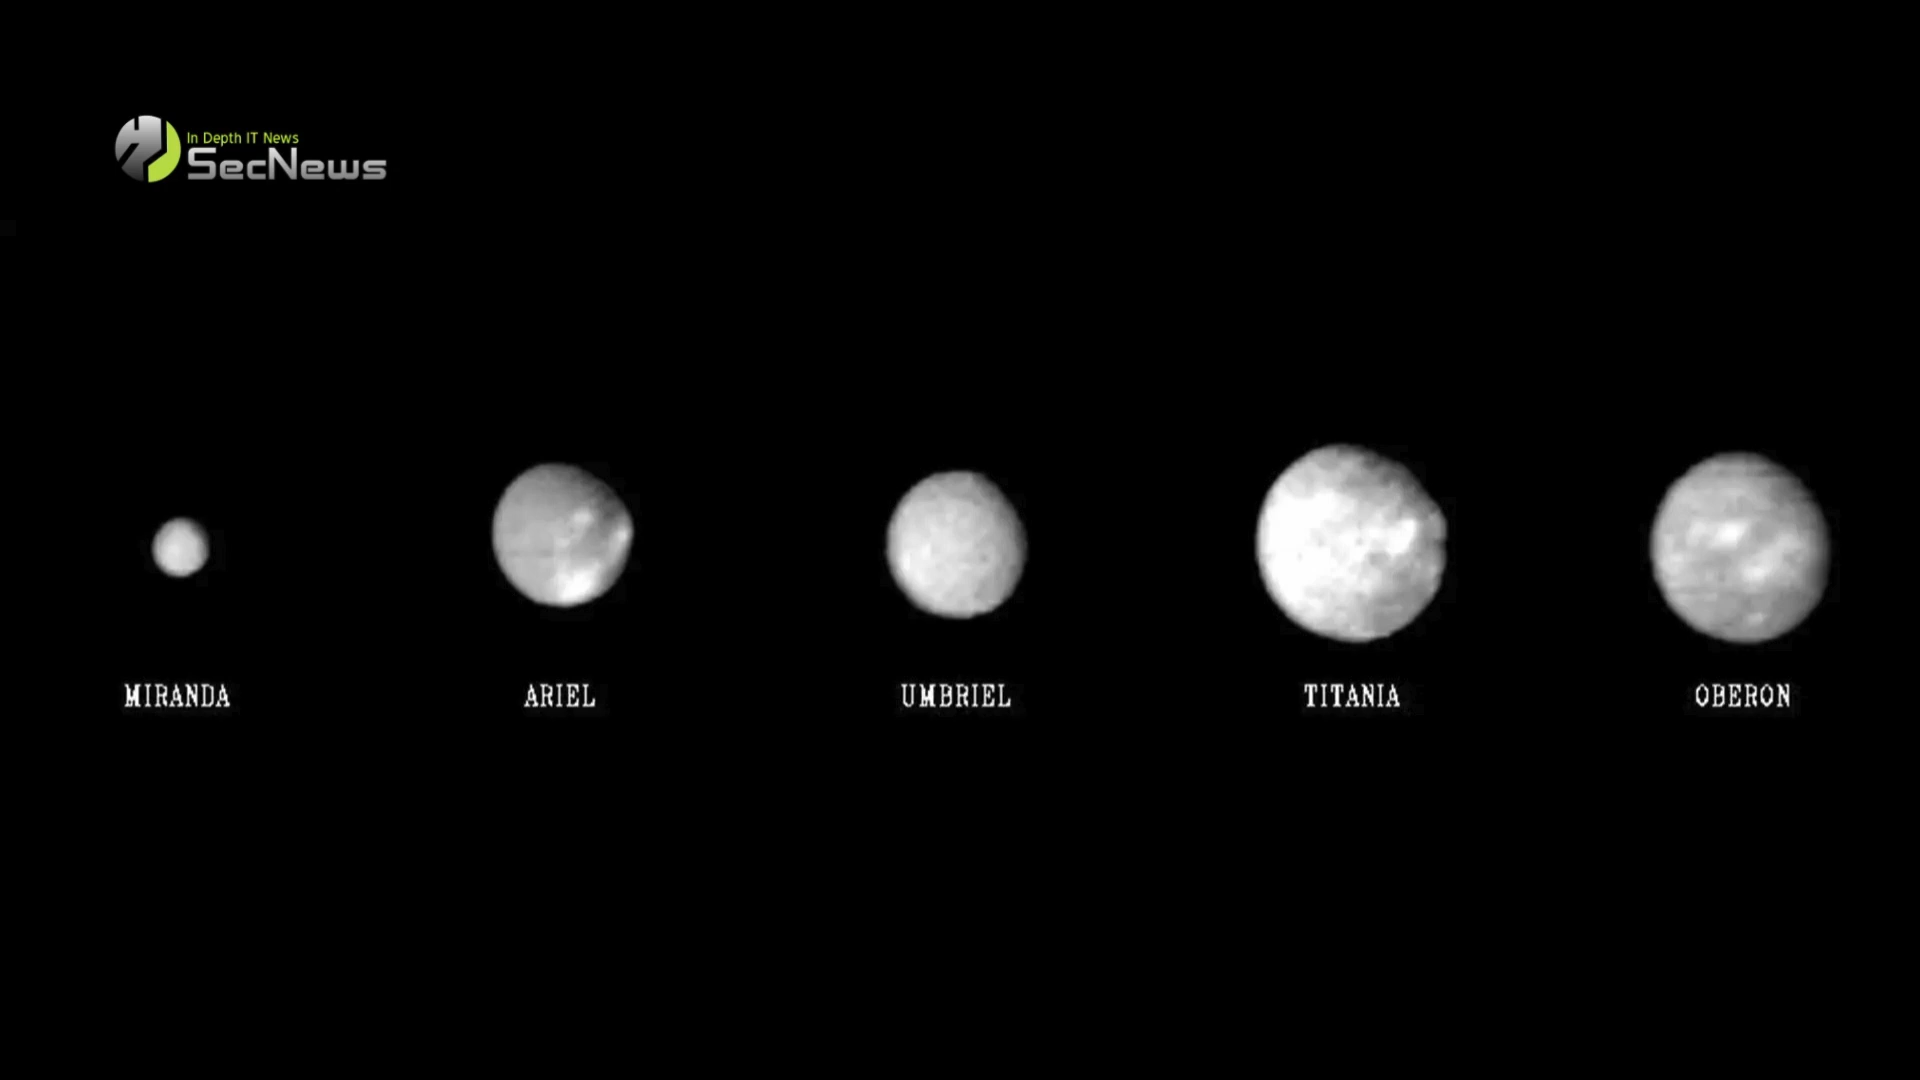 In Depth IT News
SecNews
MIRANDA
ARIEL
UMBRIEL
TITANIA
OBERON